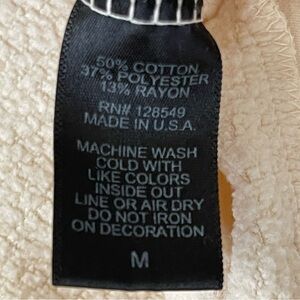 50% COTTON
37% POLYESTER
13% RAYON
RN# 128549
MADE IN U.S.A.
MACHINE WASH
COLD WITH
LIKE COLORS
INSIDE OUT
LINE OR AIR DRY
DO NOT IRON
ON DECORATION
M